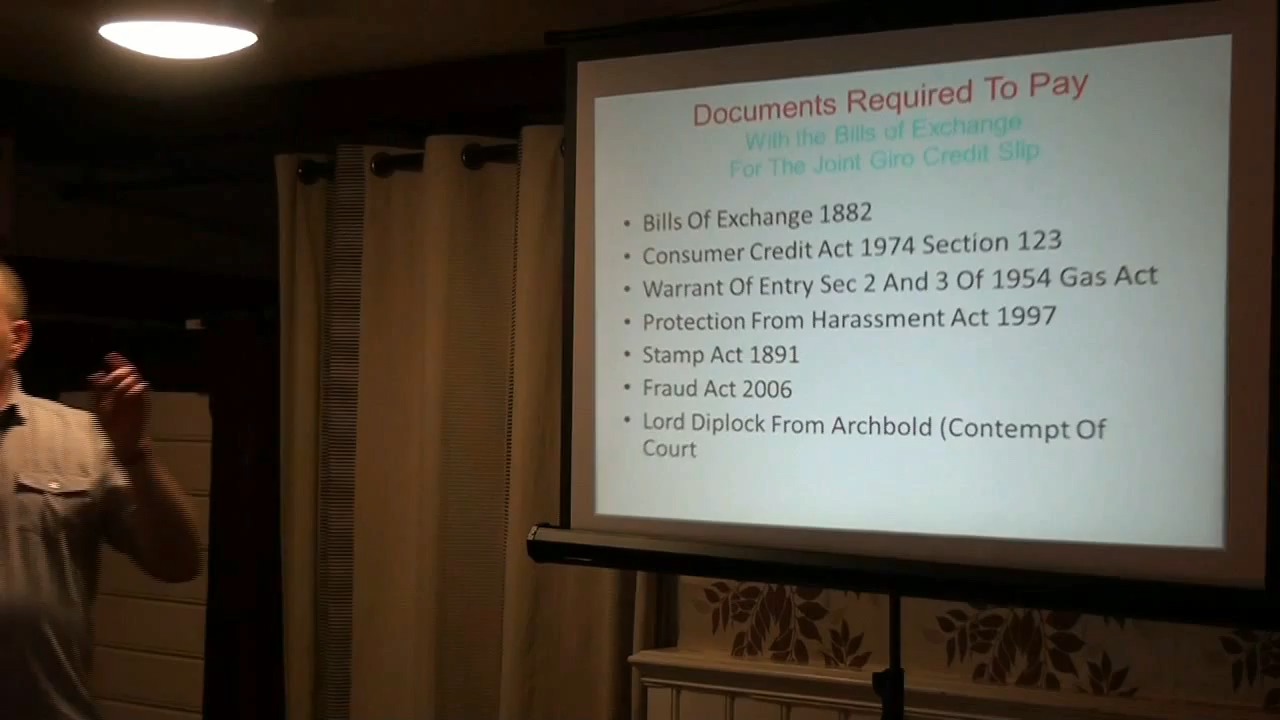 Documents Required To Pay
With the Bills of Exchange
For The Joint Giro Credit Slip
• Bills Of Exchange 1882
• Consumer Credit Act 1974 Section 123
• Warrant Of Entry Sec 2 And 3 Of 1954 Gas Act
• Protection From Harassment Act 1997
• Stamp Act 1891
• Fraud Act 2006
• Lord Diplock From Archbold (Contempt Of
Court